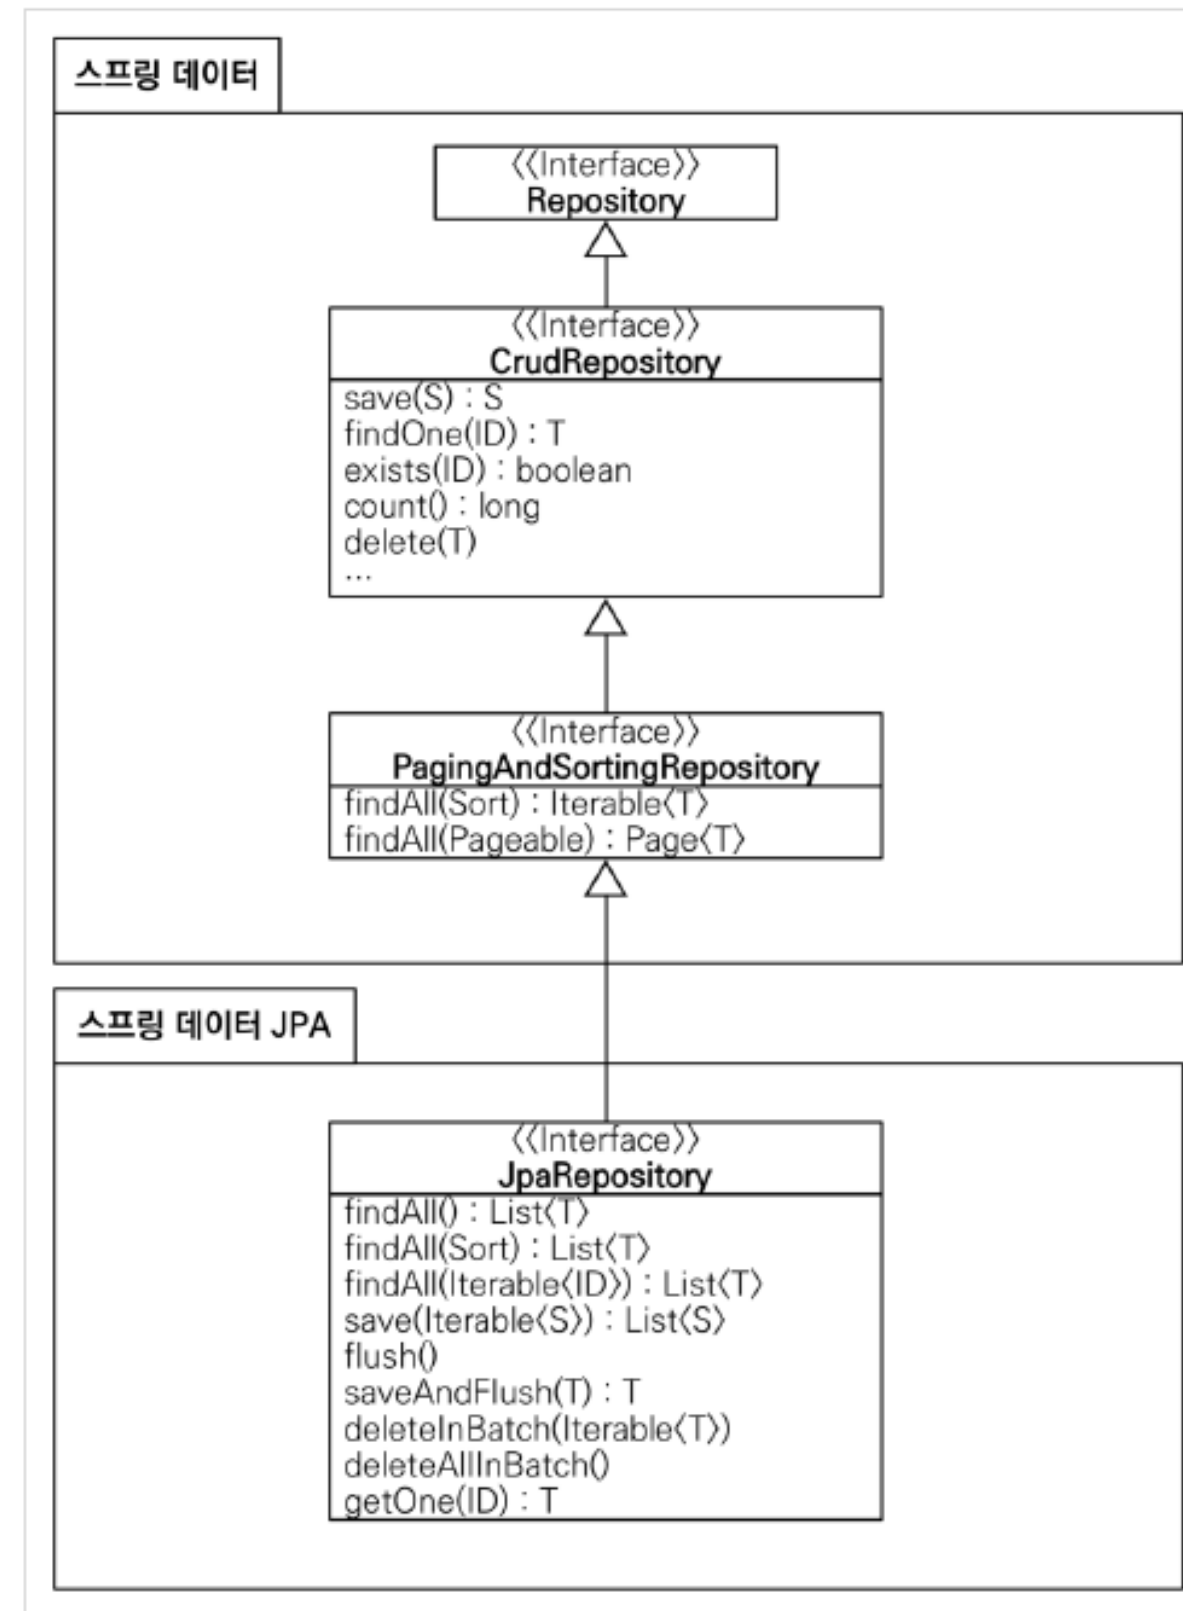 스프링 데이터
《Interface》
Repository
《Interface》
CrudRepository
save(S) : S
findOne(ID) : T
exists(ID) : boolean
count() : long
delete(T)
...
《Interface》
PagingAndSortingRepository
findAll(Sort) : Iterable〈T〉
findAll(Pageable) : Page〈T〉
스프링 데이터 JPA
《Interface》
JpaRepository
findAll() : List〈T〉
findAll(Sort) : List〈T〉
findAll(Iterable〈ID〉) : List〈T〉
save(Iterable〈S〉) : List〈S〉
flush()
saveAndFlush(T) : T
deleteInBatch(Iterable〈T〉)
deleteAllInBatch()
getOne(ID) : T